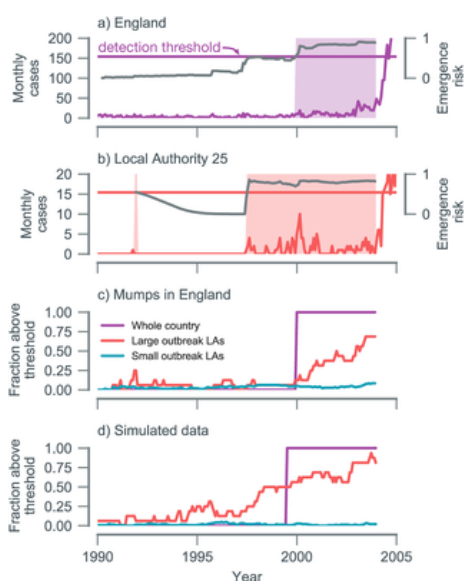 a) England
detection threshold
Monthly
cases
200
150
100
50
0
1
0
Emergence
risk
b) Local Authority 25
Monthly
cases
20
15
10
5
0
1
0
Emergence
risk
c) Mumps in England
Fraction above
threshold
1.00
0.75
0.50
0.25
0.00
Whole country
Large outbreak LAs
Small outbreak LAs
d) Simulated data
Fraction above
threshold
1.00
0.75
0.50
0.25
0.00
1990 1995 2000 2005
Year